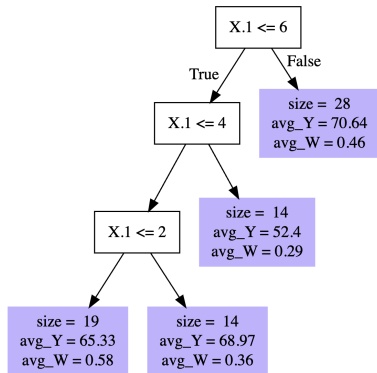 X.1 <= 6
True
False
X.1 <= 4
size = 28
avg_Y = 70.64
avg_W = 0.46
X.1 <= 2
size = 14
avg_Y = 52.4
avg_W = 0.29
size = 19
avg_Y = 65.33
avg_W = 0.58
size = 14
avg_Y = 68.97
avg_W = 0.36